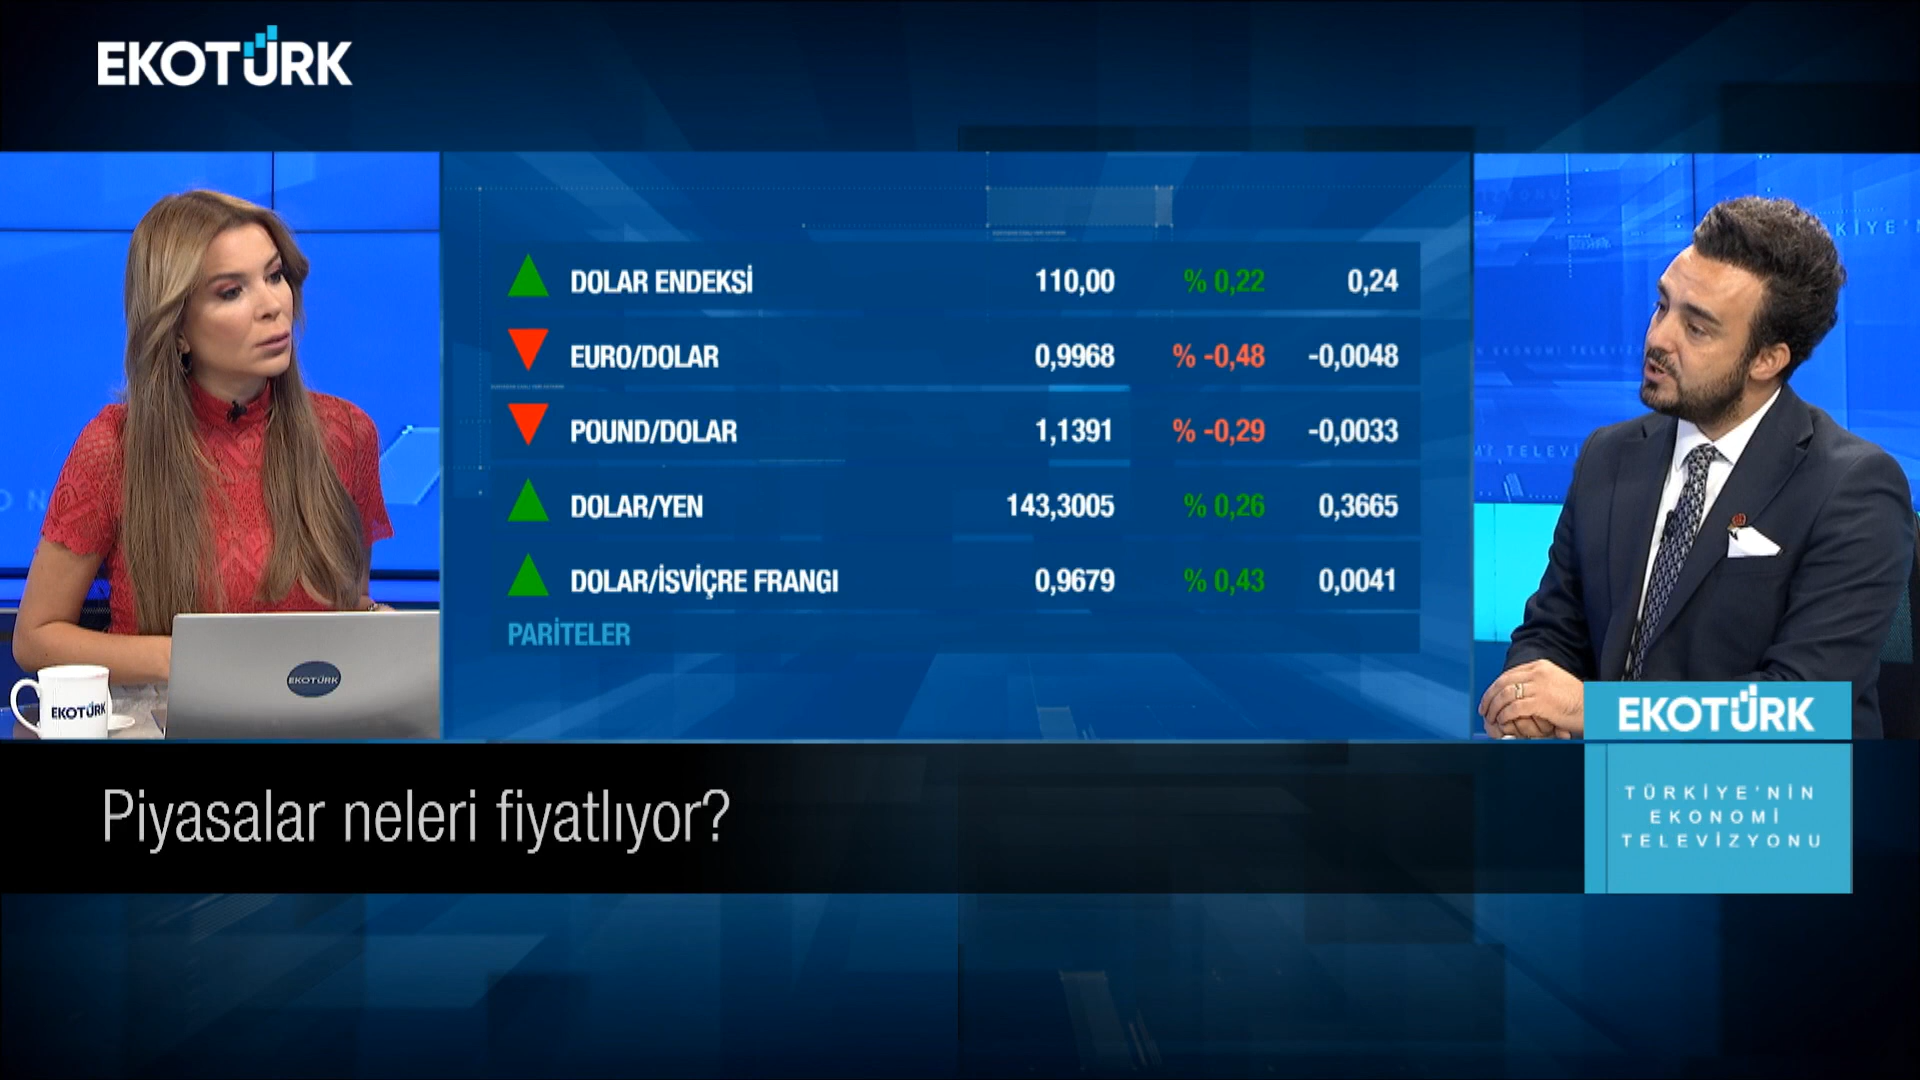 EKOTÜRK
DOLAR ENDEKSİ 110,00 % 0,22 0,24
EURO/DOLAR 0,9968 % -0,48 -0,0048
POUND/DOLAR 1,1391 % -0,29 -0,0033
DOLAR/YEN 143,3005 % 0,26 0,3665
DOLAR/İSVİÇRE FRANGI 0,9679 % 0,43 0,0041
PARİTELER
EKOTÜRK
EKOTÜRK
EKOTÜRK
Piyasalar neleri fiyatlıyor?
TÜRKİYE'NİN
EKONOMİ
TELEVİZYONU